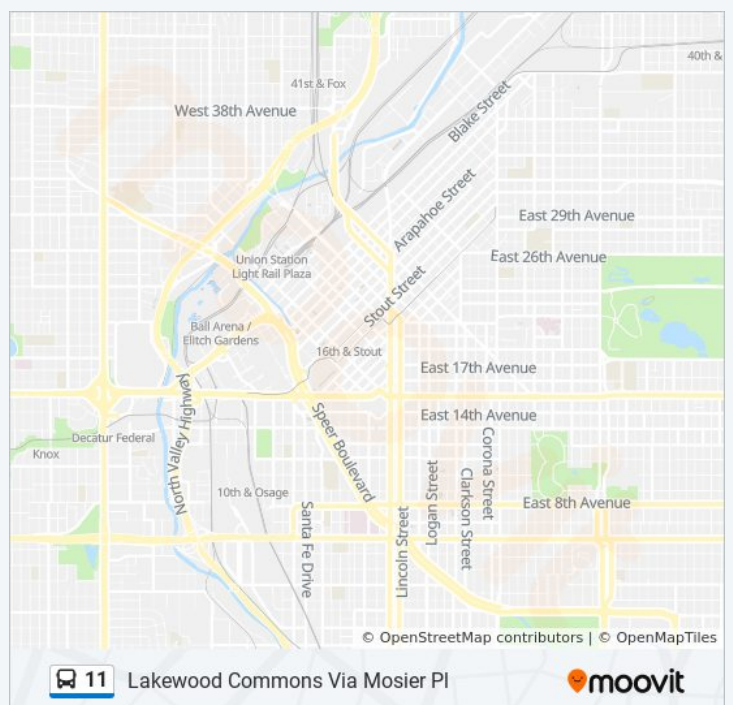 40th &
41st & Fox
West 38th Avenue
Blake Street
Arapahoe Street
East 29th Avenue
Union Station
Light Rail Plaza
East 26th Avenue
Stout Street
Ball Arena /
Elitch Gardens
16th & Stout
East 17th Avenue
North Valley Highway
Speer Boulevard
East 14th Avenue
Decatur Federal
Knox
Corona Street
Logan Street
Clarkson Street
10th & Osage
East 8th Avenue
Santa Fe Drive
Lincoln Street
© OpenStreetMap contributors | © OpenMapTiles
11 Lakewood Commons Via Mosier Pl
moovit